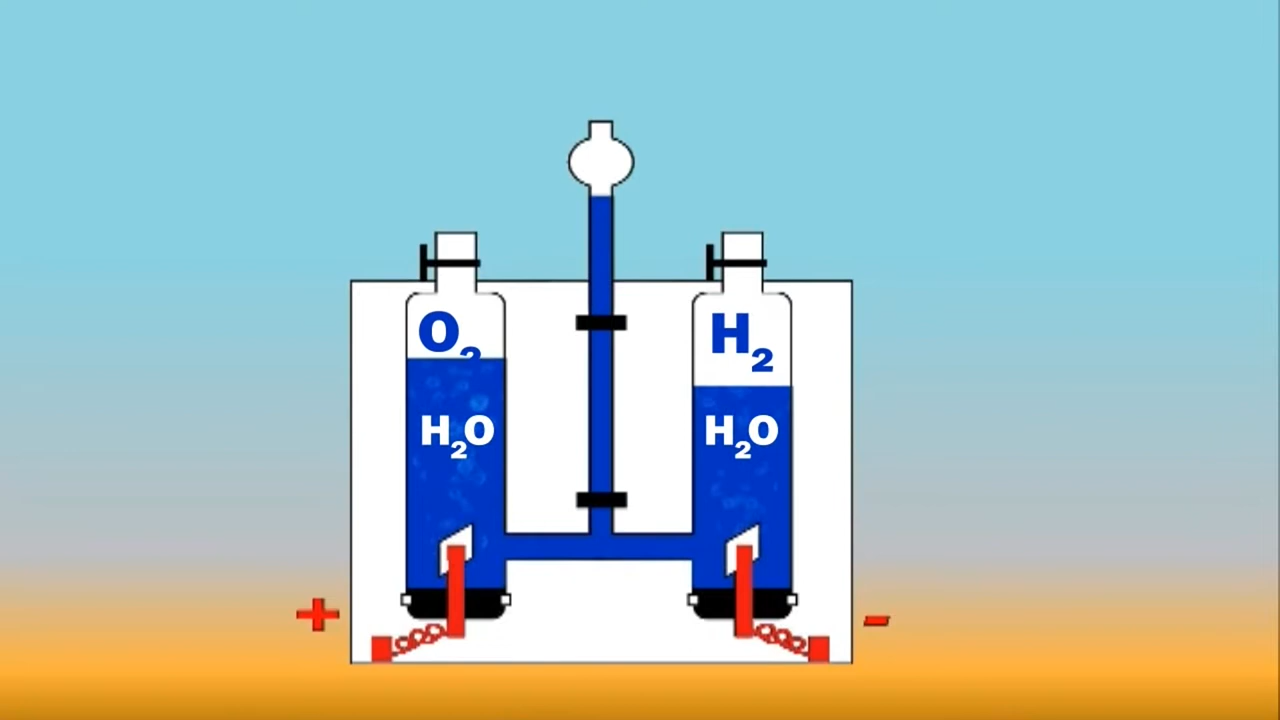 O₂
H₂
H₂O
H₂O
+
-